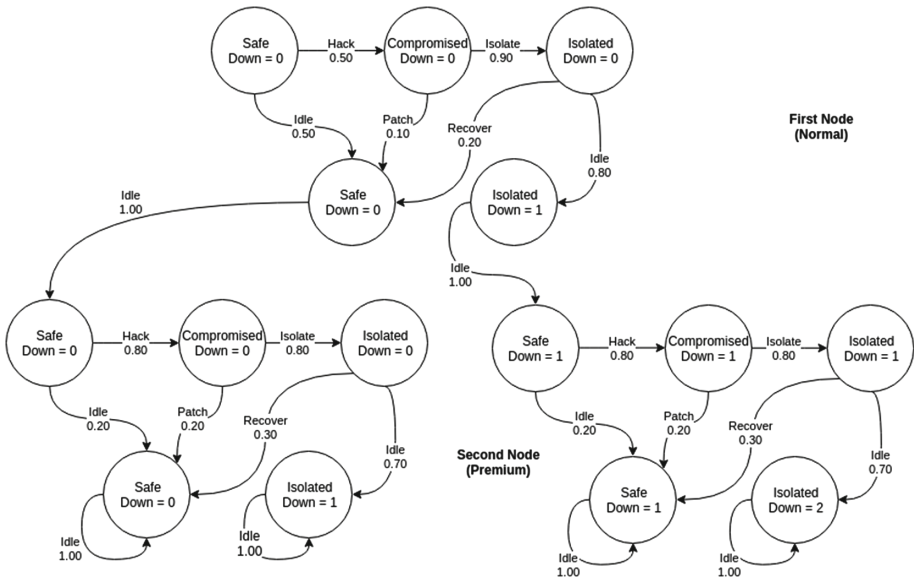 Safe
Down = 0
Hack
0.50
Compromised
Down = 0
Isolate
0.90
Isolated
Down = 0
Idle
0.50
Patch
0.10
Recover
0.20
Idle
0.80
First Node
(Normal)
Safe
Down = 0
Isolated
Down = 1
Idle
1.00
Idle
1.00
Safe
Down = 0
Hack
0.80
Compromised
Down = 0
Isolate
0.80
Isolated
Down = 0
Idle
0.20
Patch
0.20
Recover
0.30
Idle
0.70
Safe
Down = 0
Isolated
Down = 1
Idle
1.00
Idle
1.00
Second Node
(Premium)
Safe
Down = 1
Hack
0.80
Compromised
Down = 1
Isolate
0.80
Isolated
Down = 1
Idle
0.20
Patch
0.20
Recover
0.30
Idle
0.70
Safe
Down = 1
Isolated
Down = 2
Idle
1.00
Idle
1.00